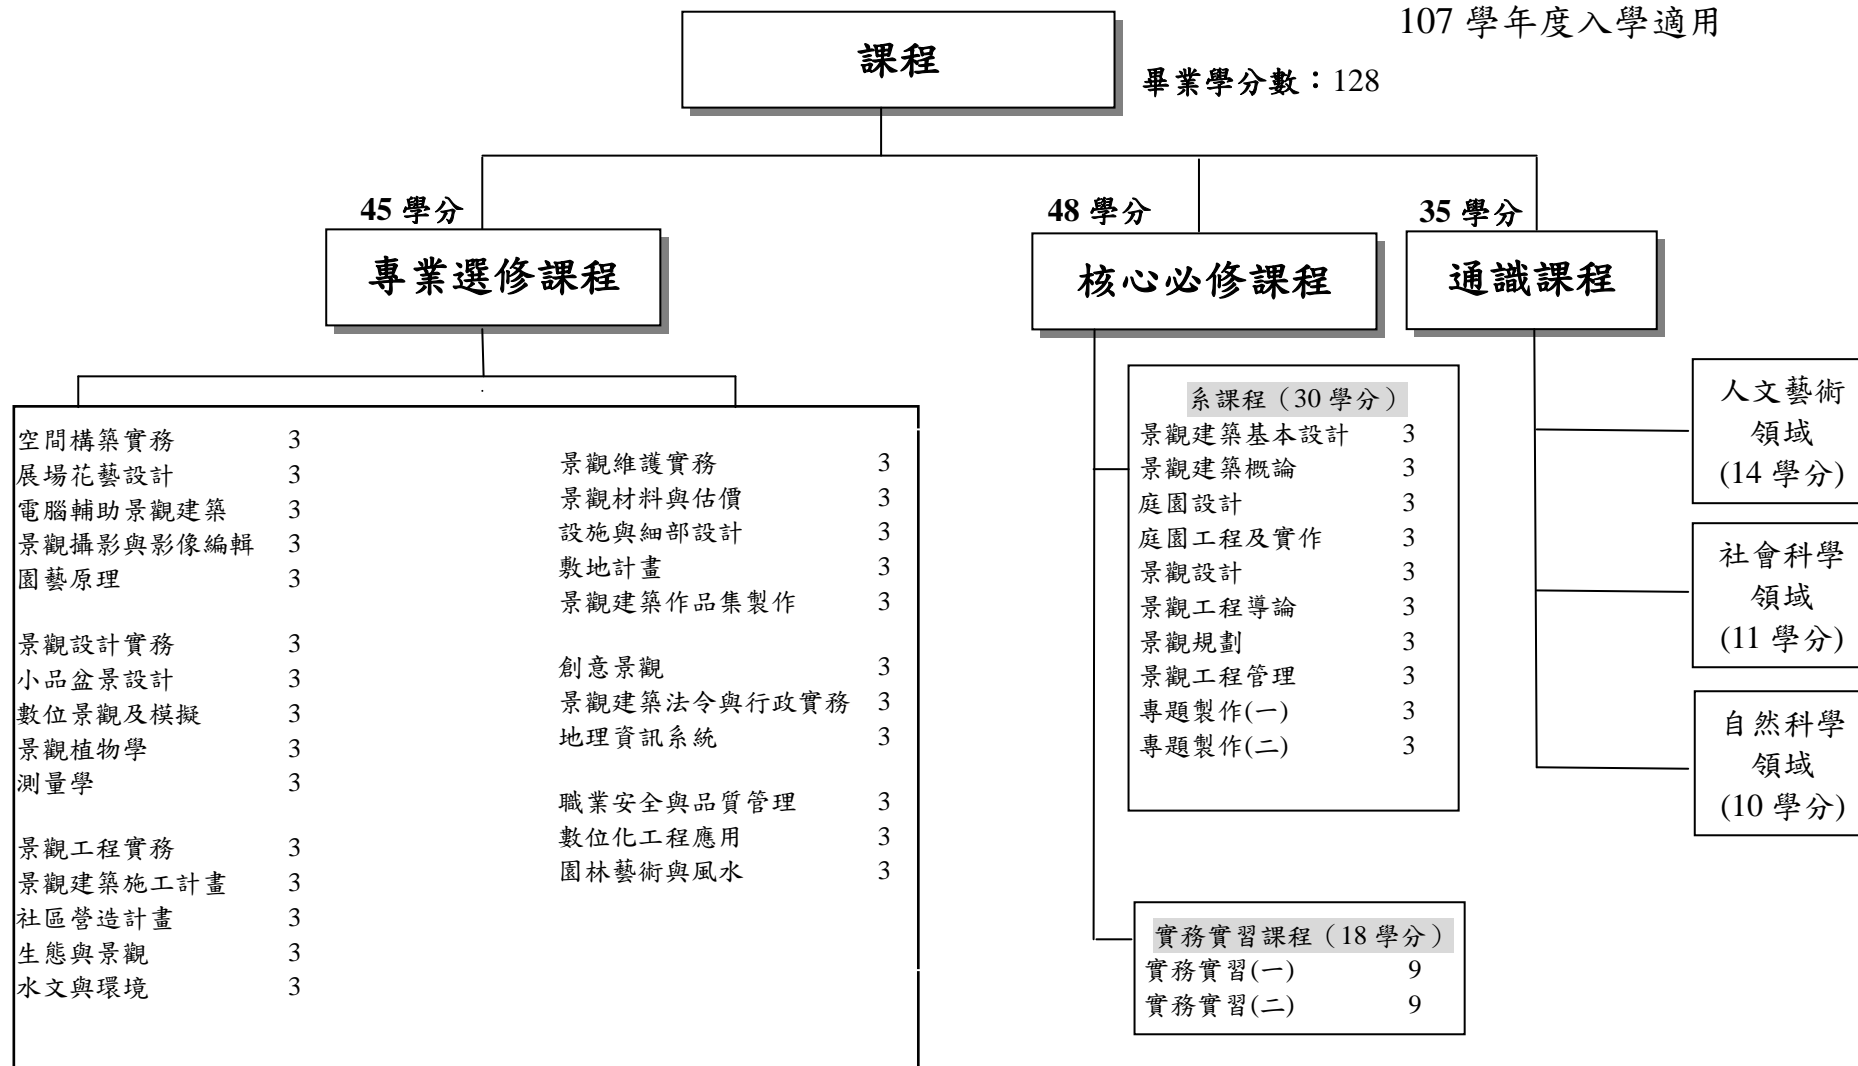 107 學年度入學適用
課程
畢業學分數：128
45 學分
專業選修課程
48 學分
核心必修課程
35 學分
通識課程
空間構築實務 3
展場花藝設計 3
電腦輔助景觀建築 3
景觀攝影與影像編輯 3
園藝原理 3
景觀設計實務 3
小品盆景設計 3
數位景觀及模擬 3
景觀植物學 3
測量學 3
景觀工程實務 3
景觀建築施工計畫 3
社區營造計畫 3
生態與景觀 3
水文與環境 3
景觀維護實務 3
景觀材料與估價 3
設施與細部設計 3
敷地計畫 3
景觀建築作品集製作 3
創意景觀 3
景觀建築法令與行政實務 3
地理資訊系統 3
職業安全與品質管理 3
數位化工程應用 3
園林藝術與風水 3
系課程（30 學分）
景觀建築基本設計 3
景觀建築概論 3
庭園設計 3
庭園工程及實作 3
景觀設計 3
景觀工程導論 3
景觀規劃 3
景觀工程管理 3
專題製作(一) 3
專題製作(二) 3
實務實習課程（18 學分）
實務實習(一) 9
實務實習(二) 9
人文藝術
領域
(14 學分)
社會科學
領域
(11 學分)
自然科學
領域
(10 學分)